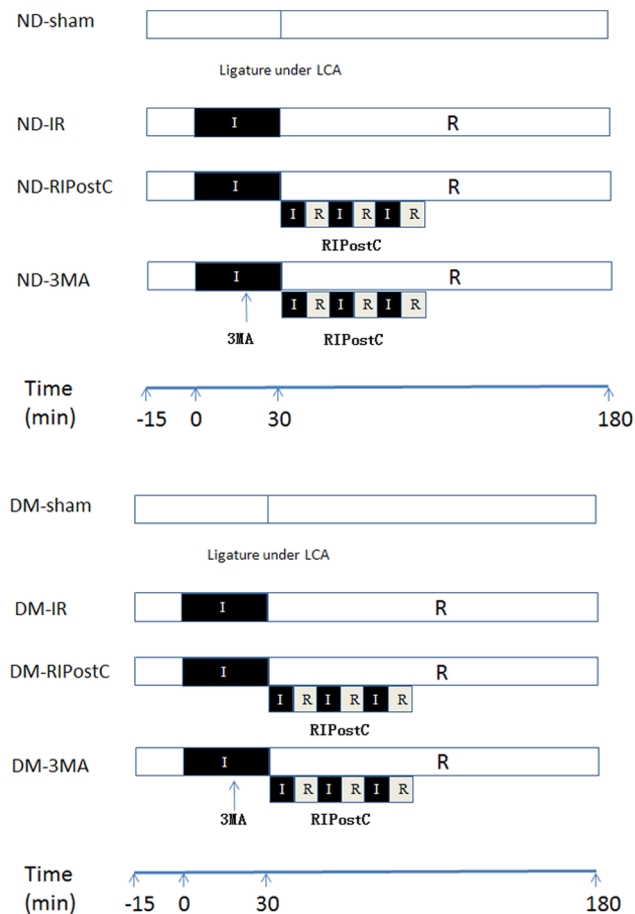 ND-sham
Ligature under LCA
ND-IR
I R
ND-RIPostC
I R
I R I R I R
RIPostC
ND-3MA
I R
I R I R I R
3MA RIPostC
Time
(min)
-15 0 30 180
DM-sham
Ligature under LCA
DM-IR
I R
DM-RIPostC
I R
I R I R I R
RIPostC
DM-3MA
I R
I R I R I R
3MA RIPostC
Time
(min)
-15 0 30 180